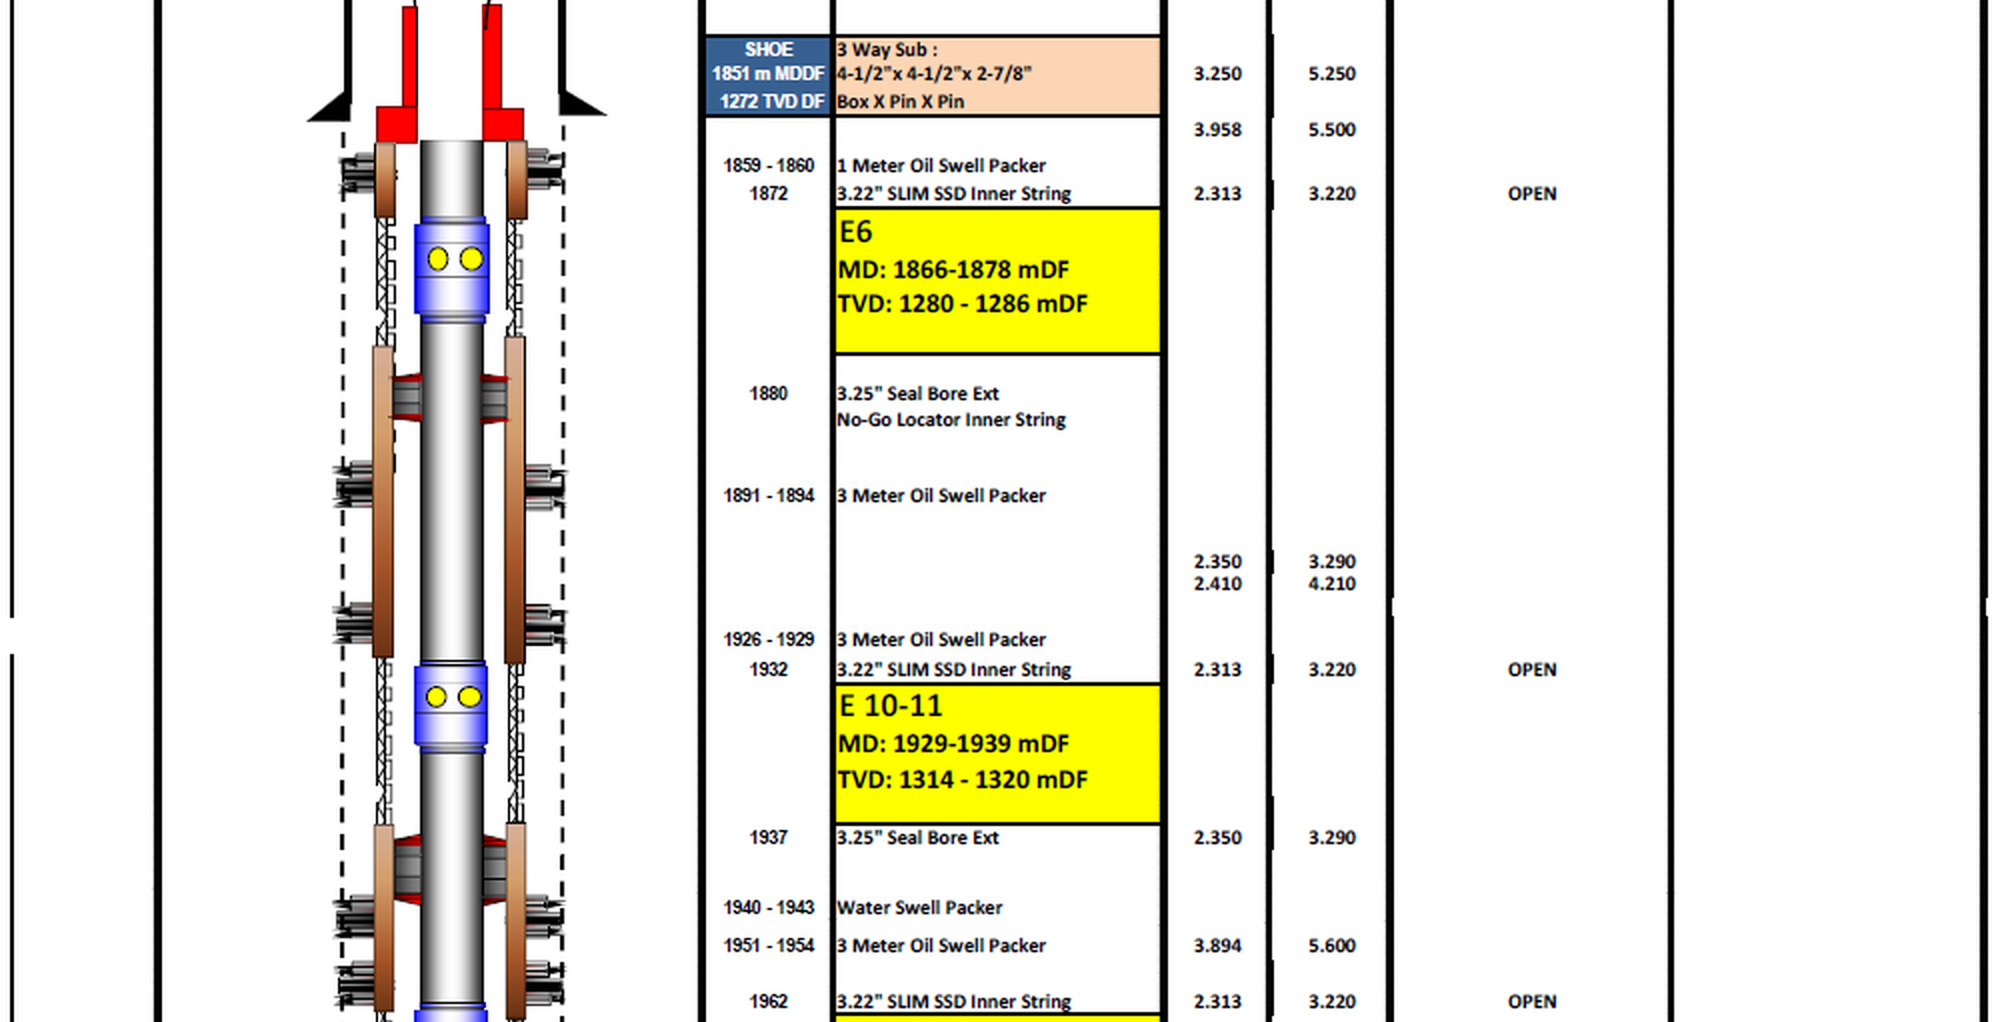 SHOE 3 Way Sub :
1851 m MDDF 4-1/2"x 4-1/2"x 2-7/8" 3.250 5.250
1272 TVD DF Box X Pin X Pin
3.958 5.500
1859 - 1860 1 Meter Oil Swell Packer
1872 3.22" SLIM SSD Inner String 2.313 3.220 OPEN
E6
MD: 1866-1878 mDF
TVD: 1280 - 1286 mDF
1880 3.25" Seal Bore Ext
No-Go Locator Inner String
1891 - 1894 3 Meter Oil Swell Packer
2.350 3.290
2.410 4.210
1926 - 1929 3 Meter Oil Swell Packer
1932 3.22" SLIM SSD Inner String 2.313 3.220 OPEN
E 10-11
MD: 1929-1939 mDF
TVD: 1314 - 1320 mDF
1937 3.25" Seal Bore Ext 2.350 3.290
1940 - 1943 Water Swell Packer
1951 - 1954 3 Meter Oil Swell Packer 3.894 5.600
1962 3.22" SLIM SSD Inner String 2.313 3.220 OPEN